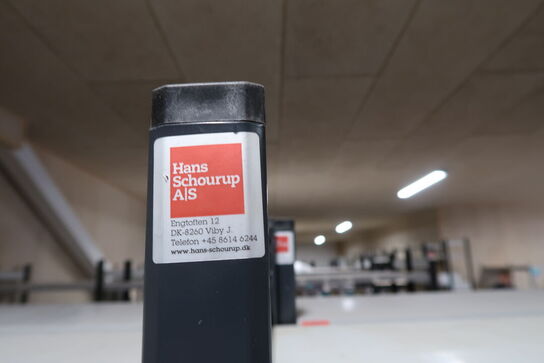 Hans
Schourup
A|S
Engtoften 12
DK-8260 Viby J.
Telefon +45 8614 6244
www.hans-schourup.dk